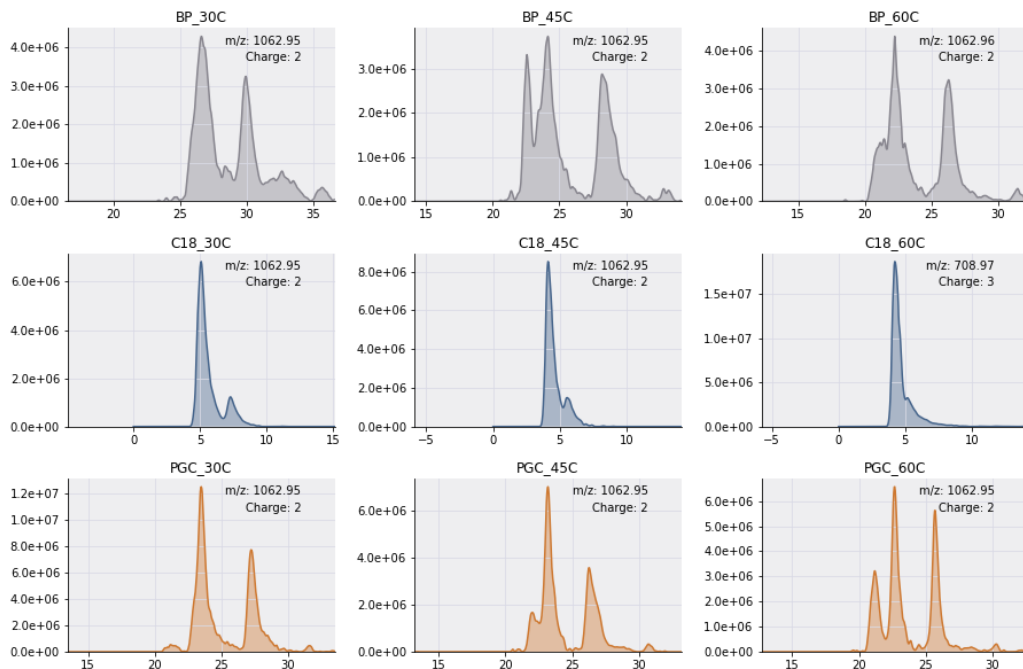 BP_30C
m/z: 1062.95
Charge: 2
4.0e+06
3.0e+06
2.0e+06
1.0e+06
0.0e+00
20 25 30 35
BP_45C
m/z: 1062.95
Charge: 2
3.0e+06
2.0e+06
1.0e+06
0.0e+00
15 20 25 30
BP_60C
m/z: 1062.96
Charge: 2
4.0e+06
3.0e+06
2.0e+06
1.0e+06
0.0e+00
15 20 25 30
C18_30C
m/z: 1062.95
Charge: 2
6.0e+06
4.0e+06
2.0e+06
0.0e+00
0 5 10 15
C18_45C
m/z: 1062.95
Charge: 2
8.0e+06
6.0e+06
4.0e+06
2.0e+06
0.0e+00
−5 0 5 10
C18_60C
m/z: 708.97
Charge: 3
1.5e+07
1.0e+07
5.0e+06
0.0e+00
−5 0 5 10
PGC_30C
m/z: 1062.95
Charge: 2
1.2e+07
1.0e+07
8.0e+06
6.0e+06
4.0e+06
2.0e+06
0.0e+00
15 20 25 30
PGC_45C
m/z: 1062.95
Charge: 2
6.0e+06
4.0e+06
2.0e+06
0.0e+00
15 20 25 30
PGC_60C
m/z: 1062.95
Charge: 2
6.0e+06
5.0e+06
4.0e+06
3.0e+06
2.0e+06
1.0e+06
0.0e+00
15 20 25 30